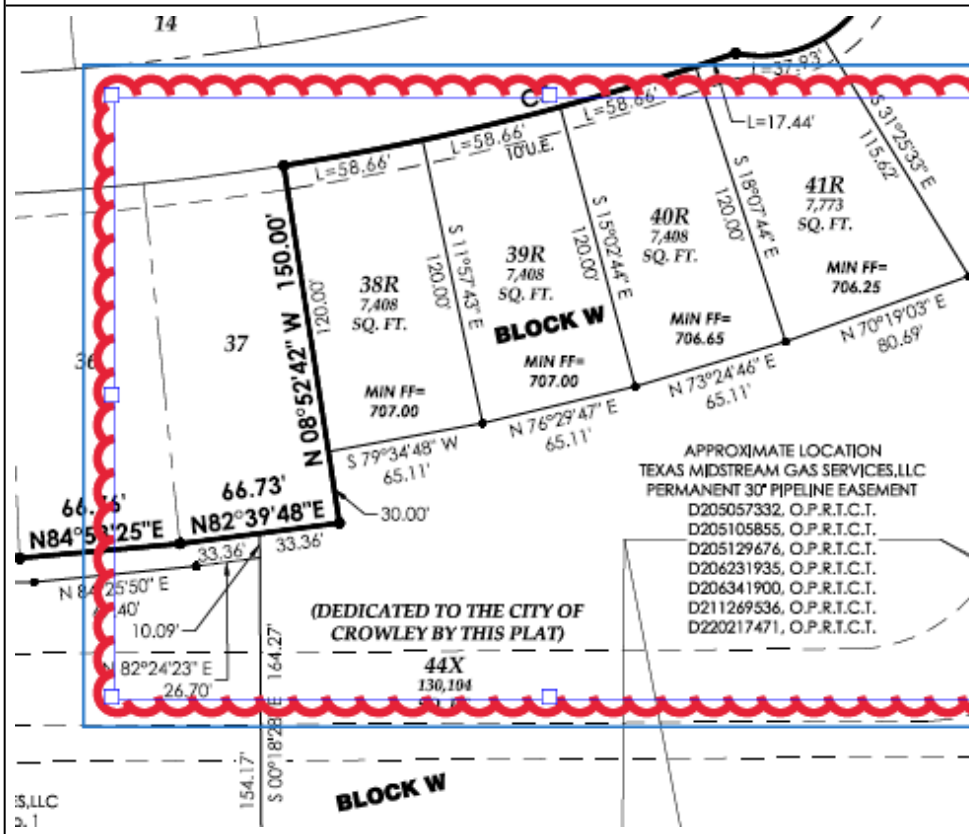 14
L=37.93'
C
L=58.66'
L=58.66'
L=58.66'
10'U.E.
L=17.44'
S 31°25'33" E
115.62'
37
N 08°52'42" W 150.00'
120.00'
38R
7,408
SQ. FT.
MIN FF=
707.00
S 11°57'43" E
120.00'
39R
7,408
SQ. FT.
BLOCK W
MIN FF=
707.00
S 15°02'44" E
120.00'
40R
7,408
SQ. FT.
MIN FF=
706.65
S 18°07'44" E
120.00'
41R
7,773
SQ. FT.
MIN FF=
706.25
N 70°19'03" E
80.69'
N 73°24'46" E
65.11'
N 76°29'47" E
65.11'
S 79°34'48" W
65.11'
30.00'
66.73'
N82°39'48"E
33.36'
33.36'
10.09'
N 82°24'23" E
26.70'
APPROXIMATE LOCATION
TEXAS MIDSTREAM GAS SERVICES,LLC
PERMANENT 30' PIPELINE EASEMENT
D205057332, O.P.R.T.C.T.
D205105855, O.P.R.T.C.T.
D205129676, O.P.R.T.C.T.
D206231935, O.P.R.T.C.T.
D206341900, O.P.R.T.C.T.
D211269536, O.P.R.T.C.T.
D220217471, O.P.R.T.C.T.
(DEDICATED TO THE CITY OF
CROWLEY BY THIS PLAT)
44X
130,104
164.27'
S 00°18'28" E
154.17'
BLOCK W